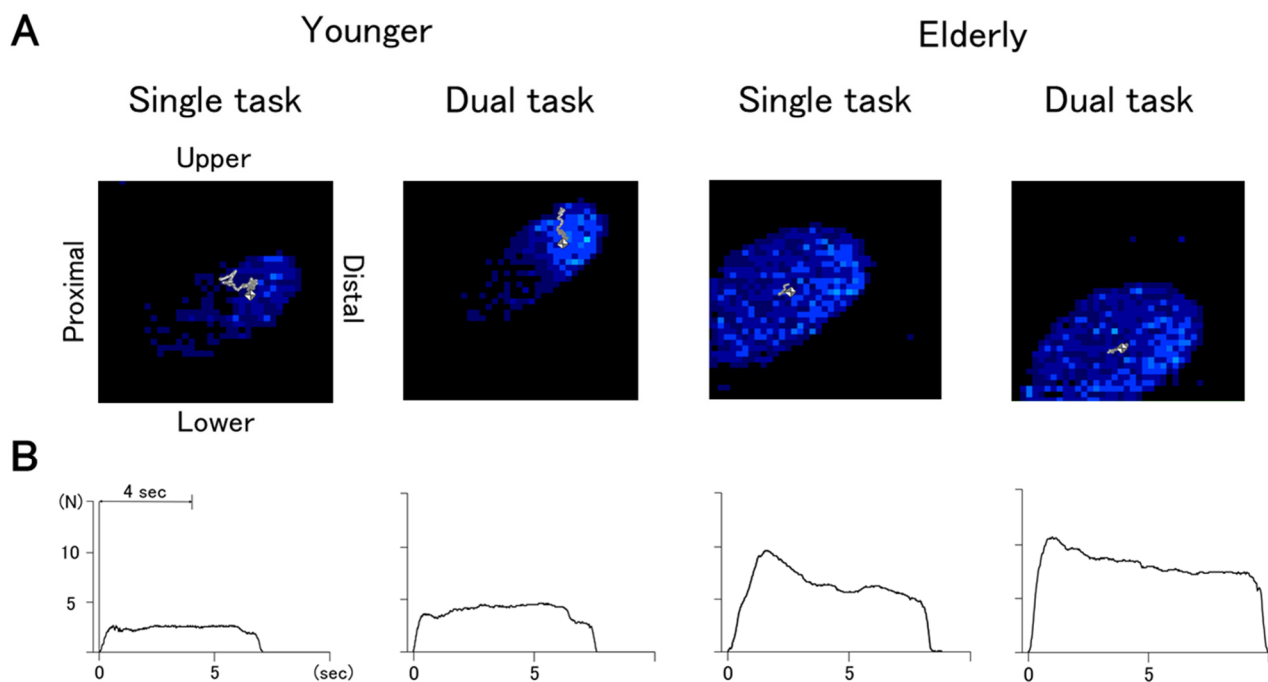 A
Younger
Elderly
Single task
Dual task
Single task
Dual task
Upper
Proximal
Distal
Lower
B
(N)
4 sec
10
5
0
5
(sec)
0
5
0
5
0
5